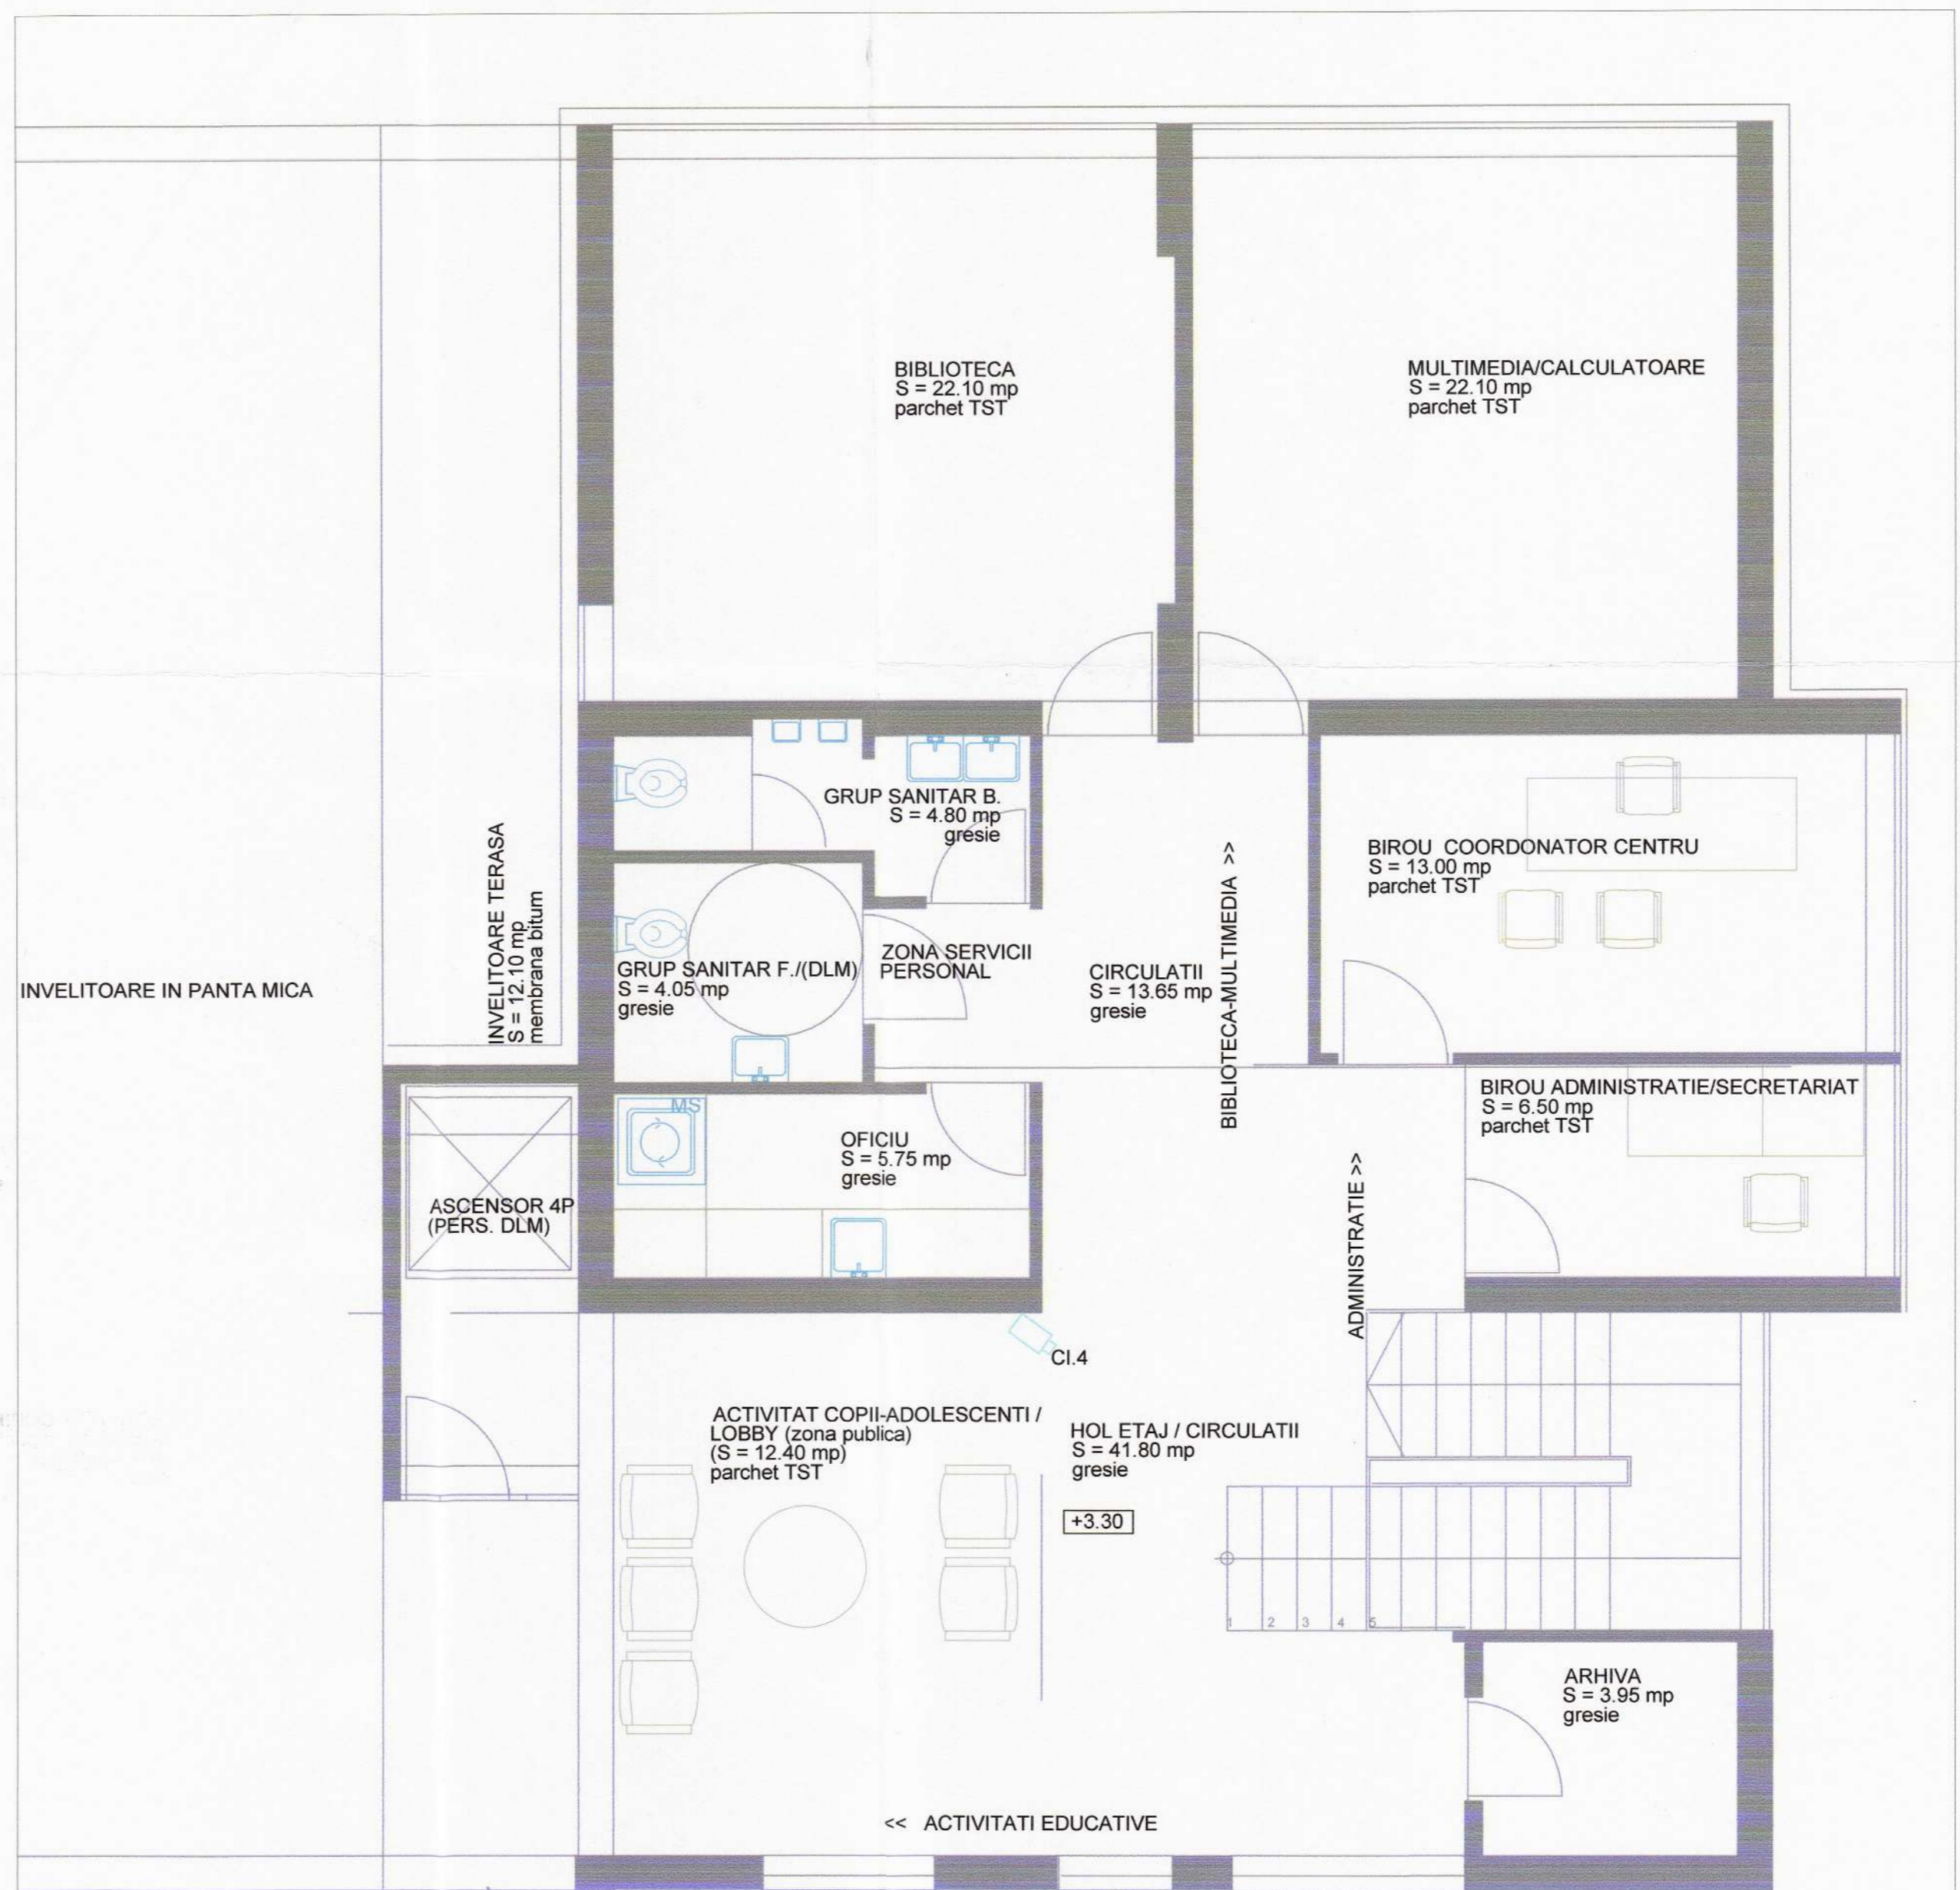 BIBLIOTECA
S = 22.10 mp
parchet TST
MULTIMEDIA/CALCULATOARE
S = 22.10 mp
parchet TST
GRUP SANITAR B.
S = 4.80 mp
gresie
BIROU COORDONATOR CENTRU
S = 13.00 mp
parchet TST
INVELITOARE TERASA
S = 12.10 mp
membrana bitum
INVELITOARE IN PANTA MICA
GRUP SANITAR F./(DLM)
S = 4.05 mp
gresie
ZONA SERVICII
PERSONAL
CIRCULATII
S = 13.65 mp
gresie
BIBLIOTECA-MULTIMEDIA >>
BIROU ADMINISTRATIE/SECRETARIAT
S = 6.50 mp
parchet TST
MS
OFICIU
S = 5.75 mp
gresie
ASCENSOR 4P
(PERS. DLM)
ADMINISTRATIE >>
CI.4
ACTIVITAT COPII-ADOLESCENTI /
LOBBY (zona publica)
(S = 12.40 mp)
parchet TST
HOL ETAJ / CIRCULATII
S = 41.80 mp
gresie
+3.30
1 2 3 4 5
ARHIVA
S = 3.95 mp
gresie
<< ACTIVITATI EDUCATIVE